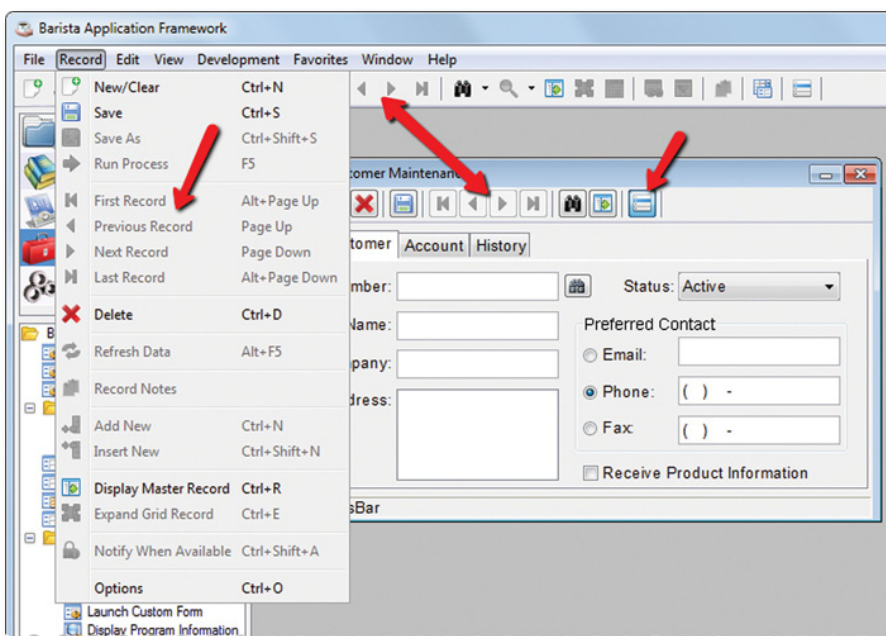 Barista Application Framework
File Record Edit View Development Favorites Window Help
New/Clear Ctrl+N
Save Ctrl+S
Save As Ctrl+Shift+S
Run Process F5
First Record Alt+Page Up
Previous Record Page Up
Next Record Page Down
Last Record Alt+Page Down
Delete Ctrl+D
Refresh Data Alt+F5
Record Notes
Add New Ctrl+N
Insert New Ctrl+Shift+N
Display Master Record Ctrl+R
Expand Grid Record Ctrl+E
Notify When Available Ctrl+Shift+A
Options Ctrl+O
Launch Custom Form
Display Program Information
B
tomer Maintenan
tomer Account History
mber:
Status: Active
Name:
Preferred Contact
pany:
Email:
dress:
Phone: ( ) -
Fax: ( ) -
Receive Product Information
sBar